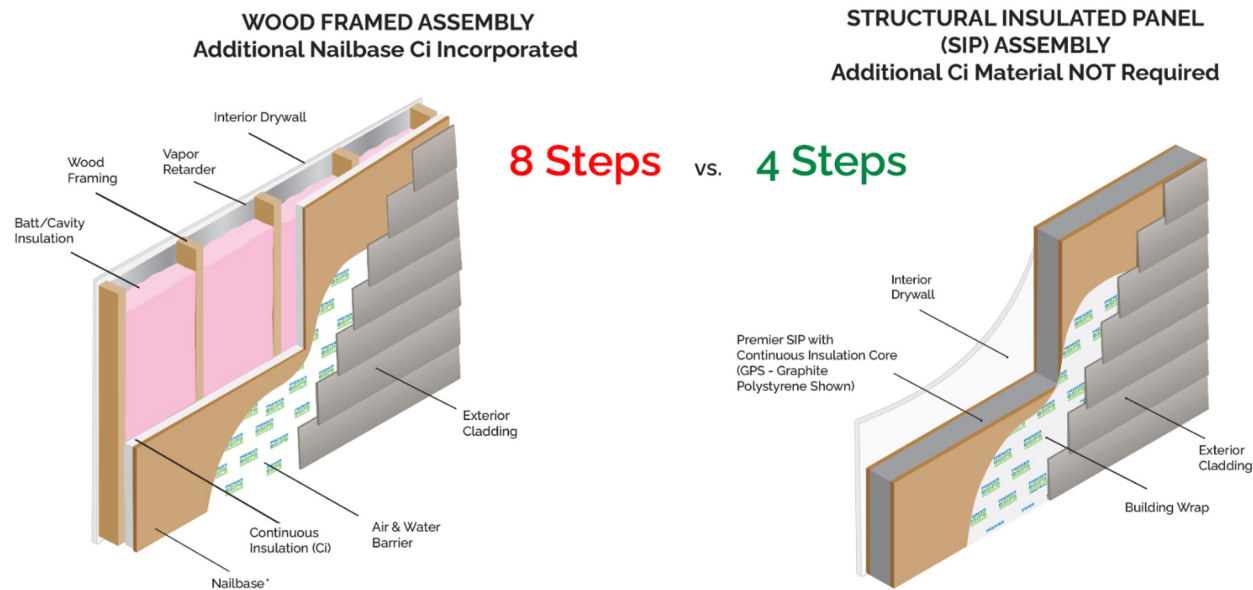 WOOD FRAMED ASSEMBLY
Additional Nailbase Ci Incorporated
STRUCTURAL INSULATED PANEL
(SIP) ASSEMBLY
Additional Ci Material NOT Required
8 Steps vs. 4 Steps
Interior Drywall
Vapor
Retarder
Wood
Framing
Batt/Cavity
Insulation
Exterior
Cladding
Air & Water
Barrier
Continuous
Insulation (Ci)
Nailbase*
Interior
Drywall
Premier SIP with
Continuous Insulation Core
(GPS - Graphite
Polystyrene Shown)
Exterior
Cladding
Building Wrap
PREMIER
SIPS